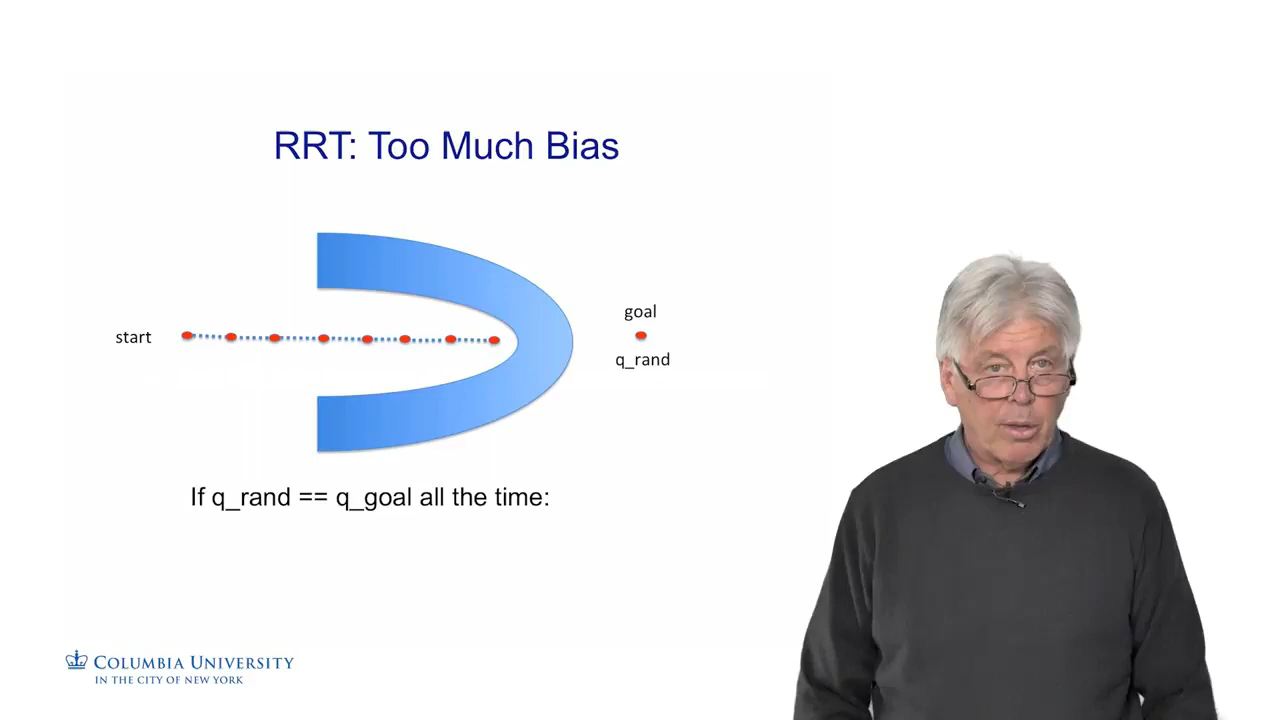 RRT: Too Much Bias
start
goal
q_rand
If q_rand == q_goal all the time:
COLUMBIA UNIVERSITY
IN THE CITY OF NEW YORK